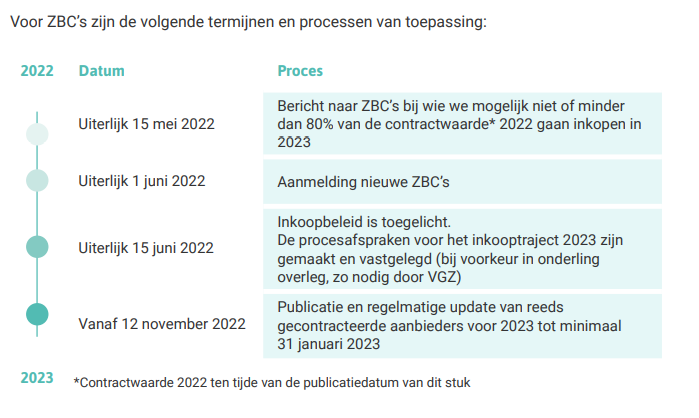 Voor ZBC's zijn de volgende termijnen en processen van toepassing:
2022 Datum Proces
Uiterlijk 15 mei 2022
Bericht naar ZBC's bij wie we mogelijk niet of minder
dan 80% van de contractwaarde* 2022 gaan inkopen in
2023
Uiterlijk 1 juni 2022
Aanmelding nieuwe ZBC's
Uiterlijk 15 juni 2022
Inkoopbeleid is toegelicht.
De procesafspraken voor het inkooptraject 2023 zijn
gemaakt en vastgelegd (bij voorkeur in onderling
overleg, zo nodig door VGZ)
Vanaf 12 november 2022
Publicatie en regelmatige update van reeds
gecontracteerde aanbieders voor 2023 tot minimaal
31 januari 2023
2023 *Contractwaarde 2022 ten tijde van de publicatiedatum van dit stuk